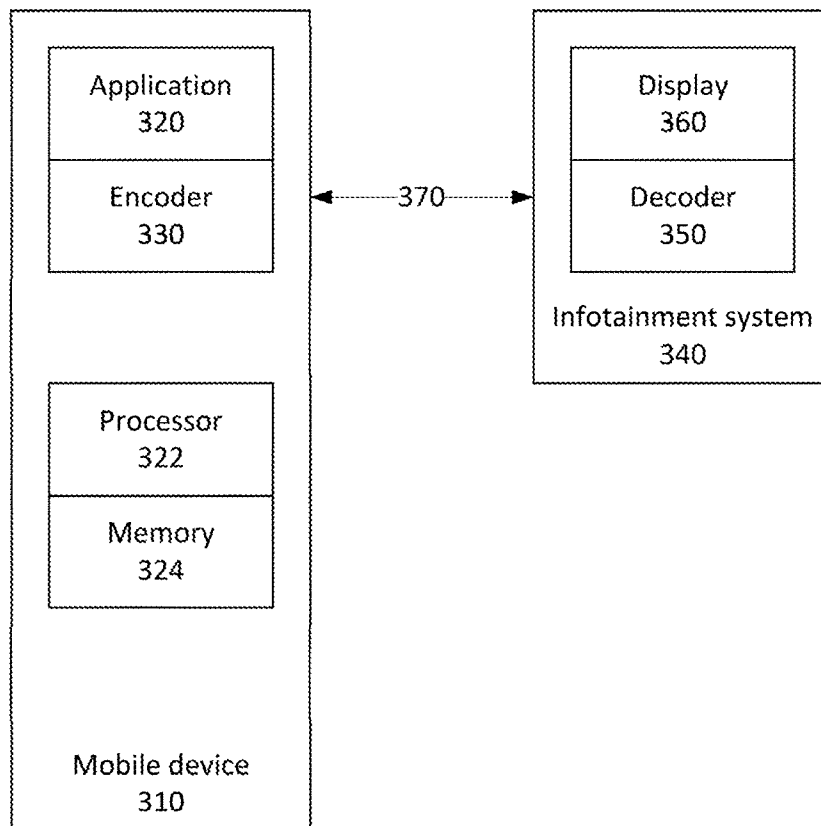 Application
320
Encoder
330
Processor
322
Memory
324
Mobile device
310
370
Display
360
Decoder
350
Infotainment system
340